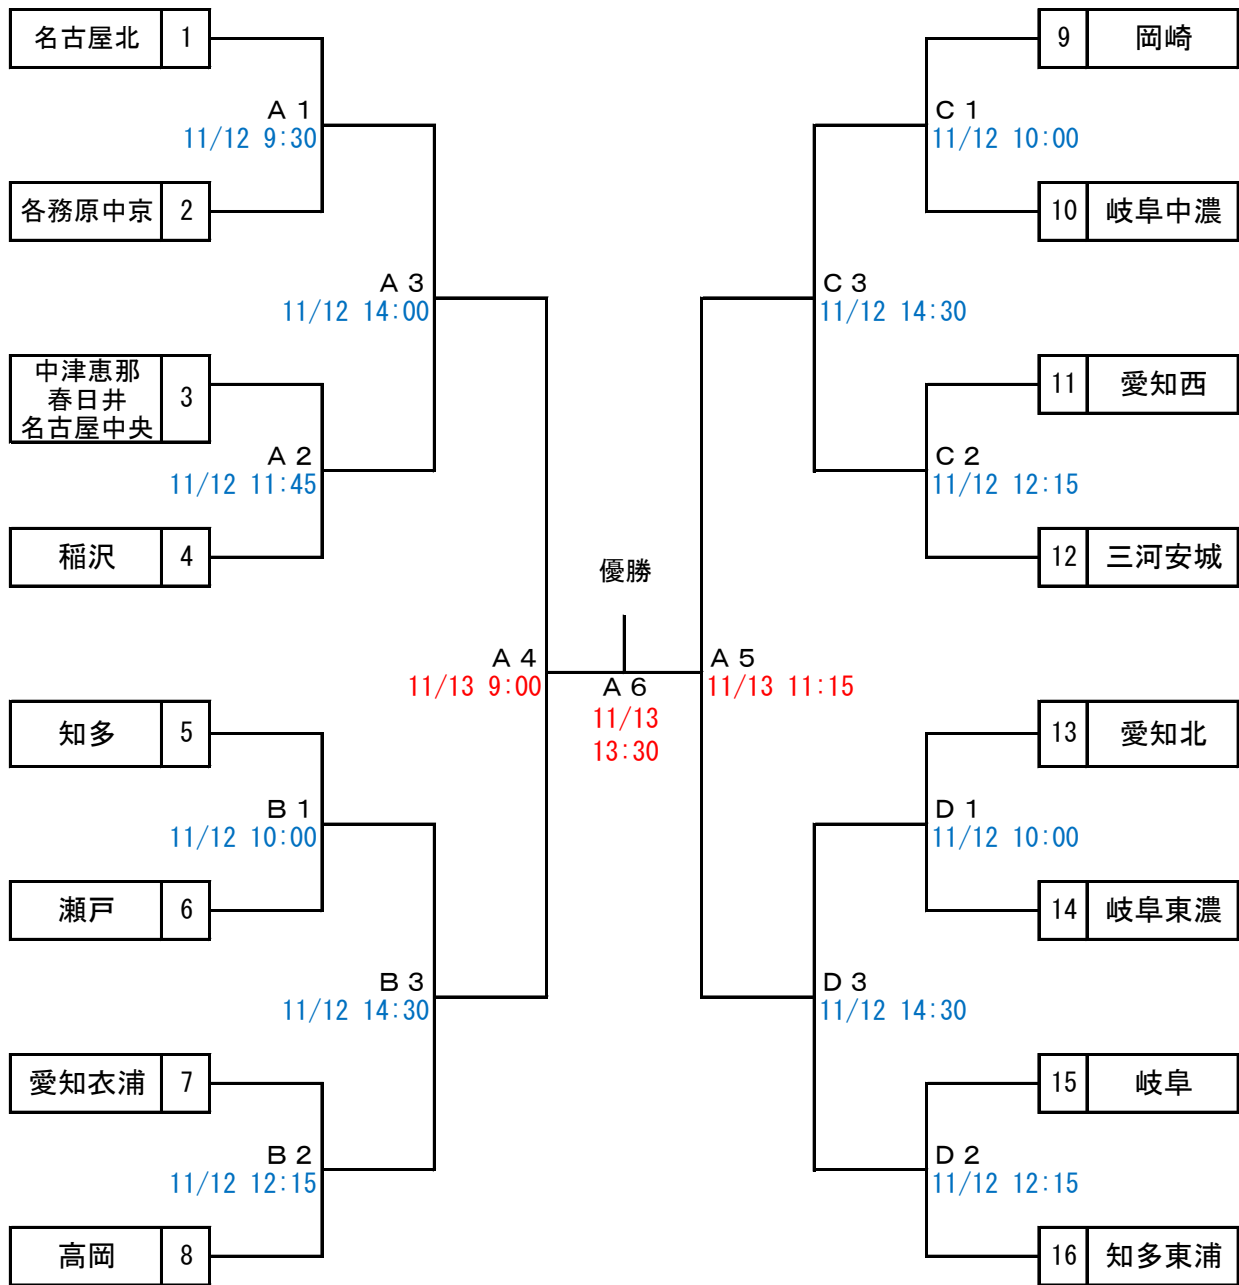 名古屋北 1
Ａ１
11/12 9:30
各務原中京 2
Ａ３
11/12 14:00
中津恵那
春日井
名古屋中央
3
Ａ２
11/12 11:45
稲沢 4
知多 5
Ｂ１
11/12 10:00
瀬戸 6
Ｂ３
11/12 14:30
愛知衣浦 7
Ｂ２
11/12 12:15
高岡 8
Ａ４
11/13 9:00
優勝
Ａ６
11/13
13:30
Ａ５
11/13 11:15
9 岡崎
Ｃ１
11/12 10:00
10 岐阜中濃
Ｃ３
11/12 14:30
11 愛知西
Ｃ２
11/12 12:15
12 三河安城
13 愛知北
Ｄ１
11/12 10:00
14 岐阜東濃
Ｄ３
11/12 14:30
15 岐阜
Ｄ２
11/12 12:15
16 知多東浦